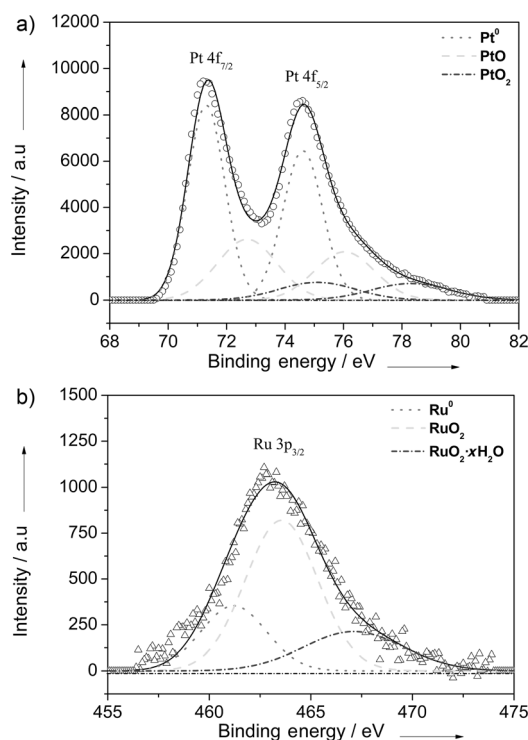 a)
12000
10000
8000
6000
4000
2000
0
Intensity / a.u
Pt 4f7/2
Pt 4f5/2
Pt⁰
PtO
PtO₂
68 70 72 74 76 78 80 82
Binding energy / eV
b)
1500
1250
1000
750
500
250
0
Intensity / a.u
Ru 3p3/2
Ru⁰
RuO₂
RuO₂·xH₂O
455 460 465 470 475
Binding energy / eV